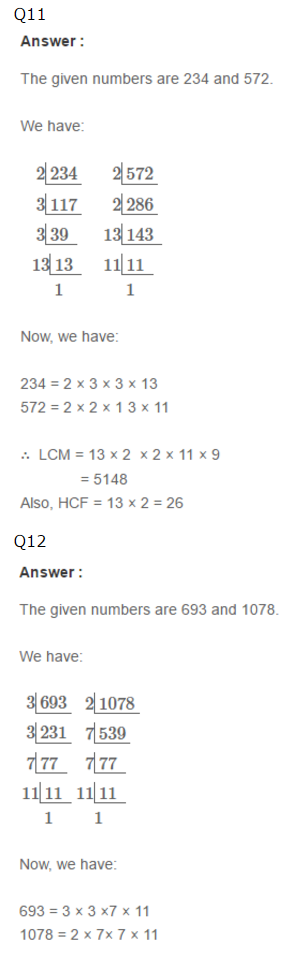 Q11
Answer :
The given numbers are 234 and 572.
We have:
2 234 2 572
3 117 2 286
3 39 13 143
13 13 11 11
1 1
Now, we have:
234 = 2 × 3 × 3 × 13
572 = 2 × 2 × 1 3 × 11
∴ LCM = 13 × 2 × 2 × 11 × 9
= 5148
Also, HCF = 13 × 2 = 26
Q12
Answer :
The given numbers are 693 and 1078.
We have:
3 693 2 1078
3 231 7 539
7 77 7 77
11 11 11 11
1 1
Now, we have:
693 = 3 × 3 ×7 × 11
1078 = 2 × 7× 7 × 11